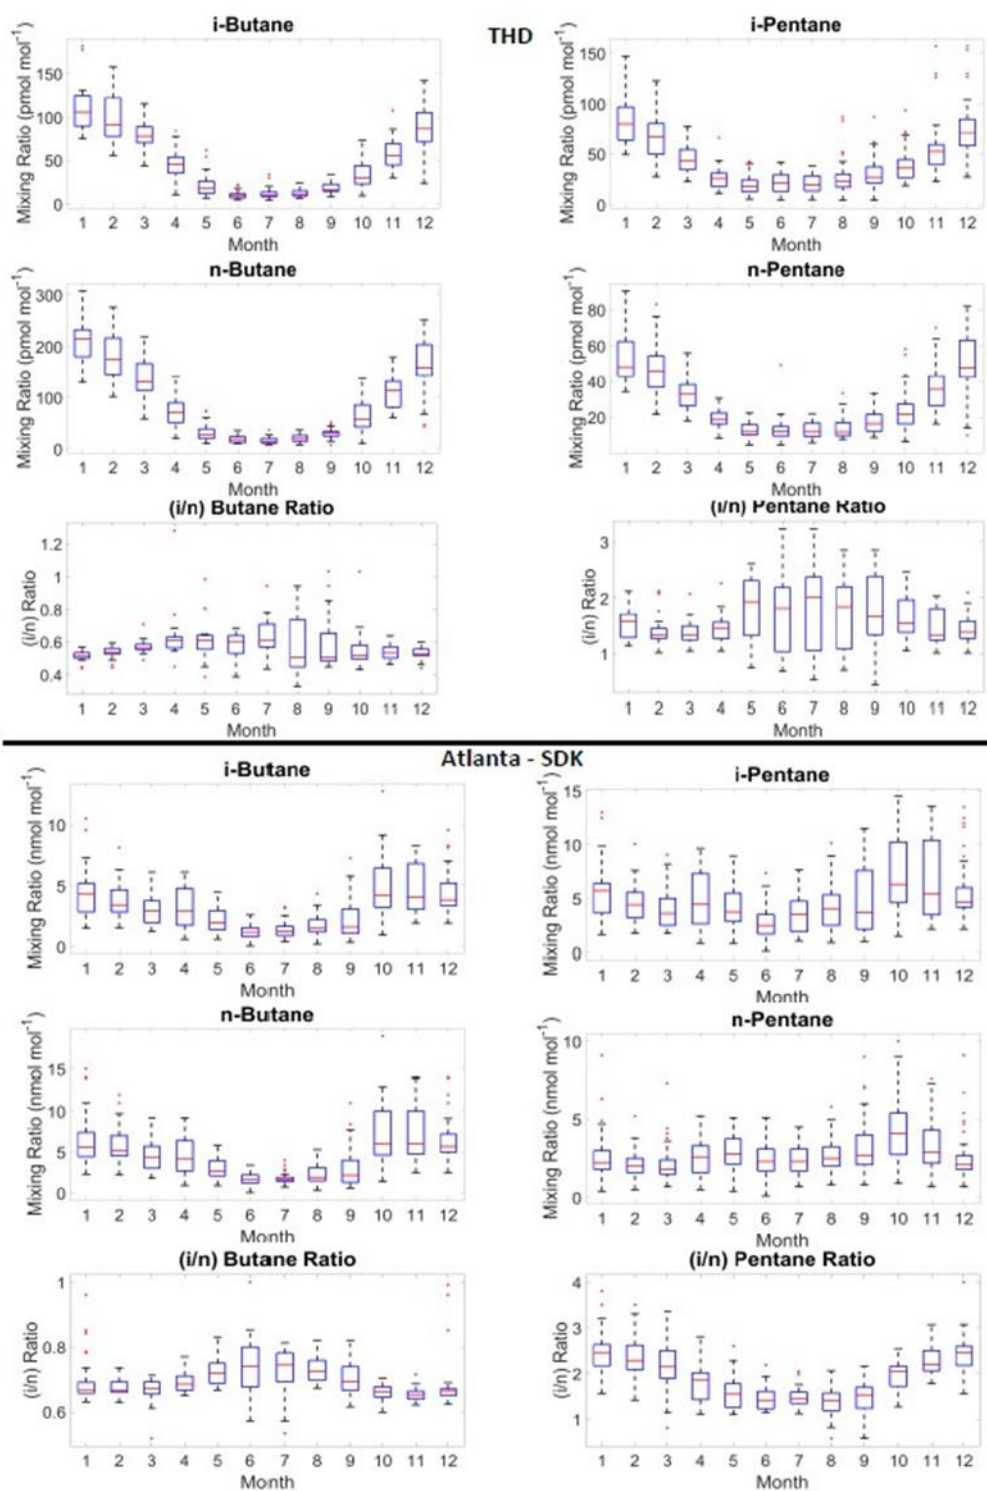 i-Butane
THD
i-Pentane
Mixing Ratio (pmol mol⁻¹)
150
100
50
0
1 2 3 4 5 6 7 8 9 10 11 12
Month
Mixing Ratio (pmol mol⁻¹)
150
100
50
0
1 2 3 4 5 6 7 8 9 10 11 12
Month
n-Butane
n-Pentane
Mixing Ratio (pmol mol⁻¹)
300
200
100
0
1 2 3 4 5 6 7 8 9 10 11 12
Month
Mixing Ratio (pmol mol⁻¹)
80
60
40
20
1 2 3 4 5 6 7 8 9 10 11 12
Month
(i/n) Butane Ratio
(i/n) Pentane Ratio
(i/n) Ratio
1.2
1
0.8
0.6
0.4
1 2 3 4 5 6 7 8 9 10 11 12
Month
(i/n) Ratio
3
2
1
1 2 3 4 5 6 7 8 9 10 11 12
Month
Atlanta - SDK
i-Butane
i-Pentane
Mixing Ratio (nmol mol⁻¹)
10
5
0
1 2 3 4 5 6 7 8 9 10 11 12
Month
Mixing Ratio (nmol mol⁻¹)
15
10
5
0
1 2 3 4 5 6 7 8 9 10 11 12
Month
n-Butane
n-Pentane
Mixing Ratio (nmol mol⁻¹)
15
10
5
0
1 2 3 4 5 6 7 8 9 10 11 12
Month
Mixing Ratio (nmol mol⁻¹)
10
5
0
1 2 3 4 5 6 7 8 9 10 11 12
Month
(i/n) Butane Ratio
(i/n) Pentane Ratio
(i/n) Ratio
1
0.8
0.6
1 2 3 4 5 6 7 8 9 10 11 12
Month
(i/n) Ratio
4
3
2
1
1 2 3 4 5 6 7 8 9 10 11 12
Month